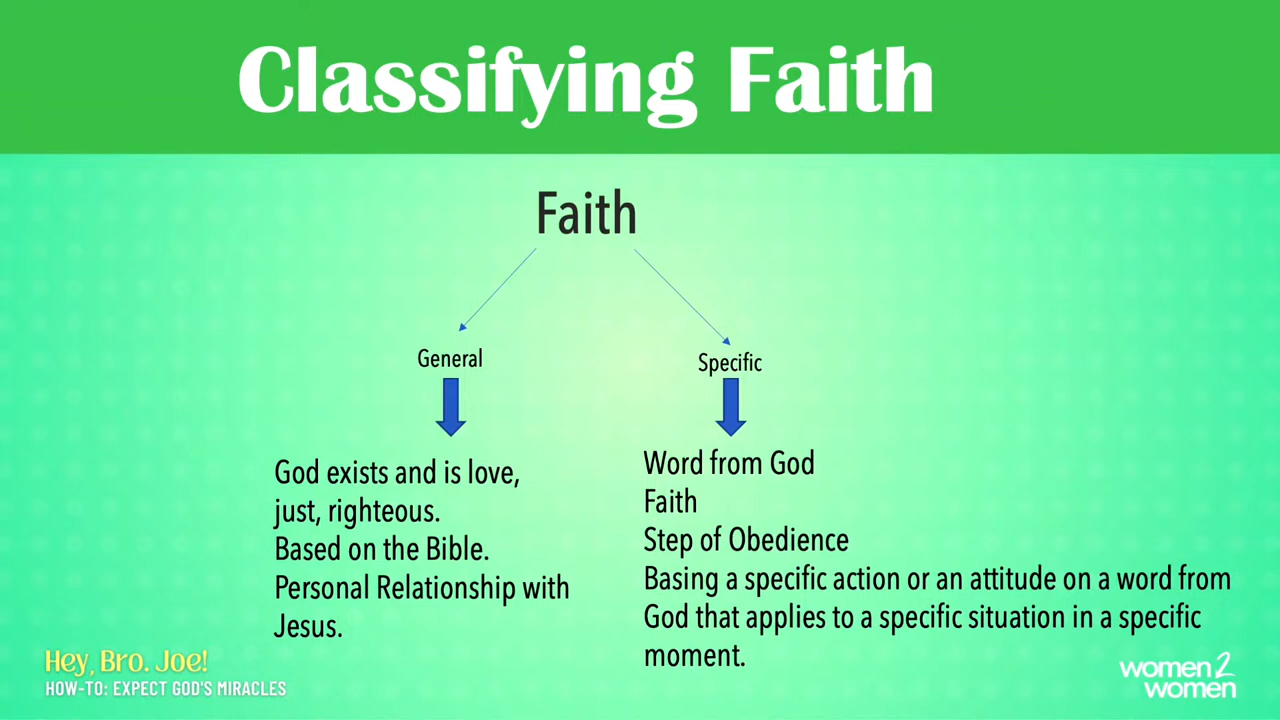 Classifying Faith
Faith
General
Specific
God exists and is love,
just, righteous.
Based on the Bible.
Personal Relationship with
Jesus.
Word from God
Faith
Step of Obedience
Basing a specific action or an attitude on a word from
God that applies to a specific situation in a specific
moment.
Hey, Bro. Joe!
HOW-TO: EXPECT GOD'S MIRACLES
women2
women